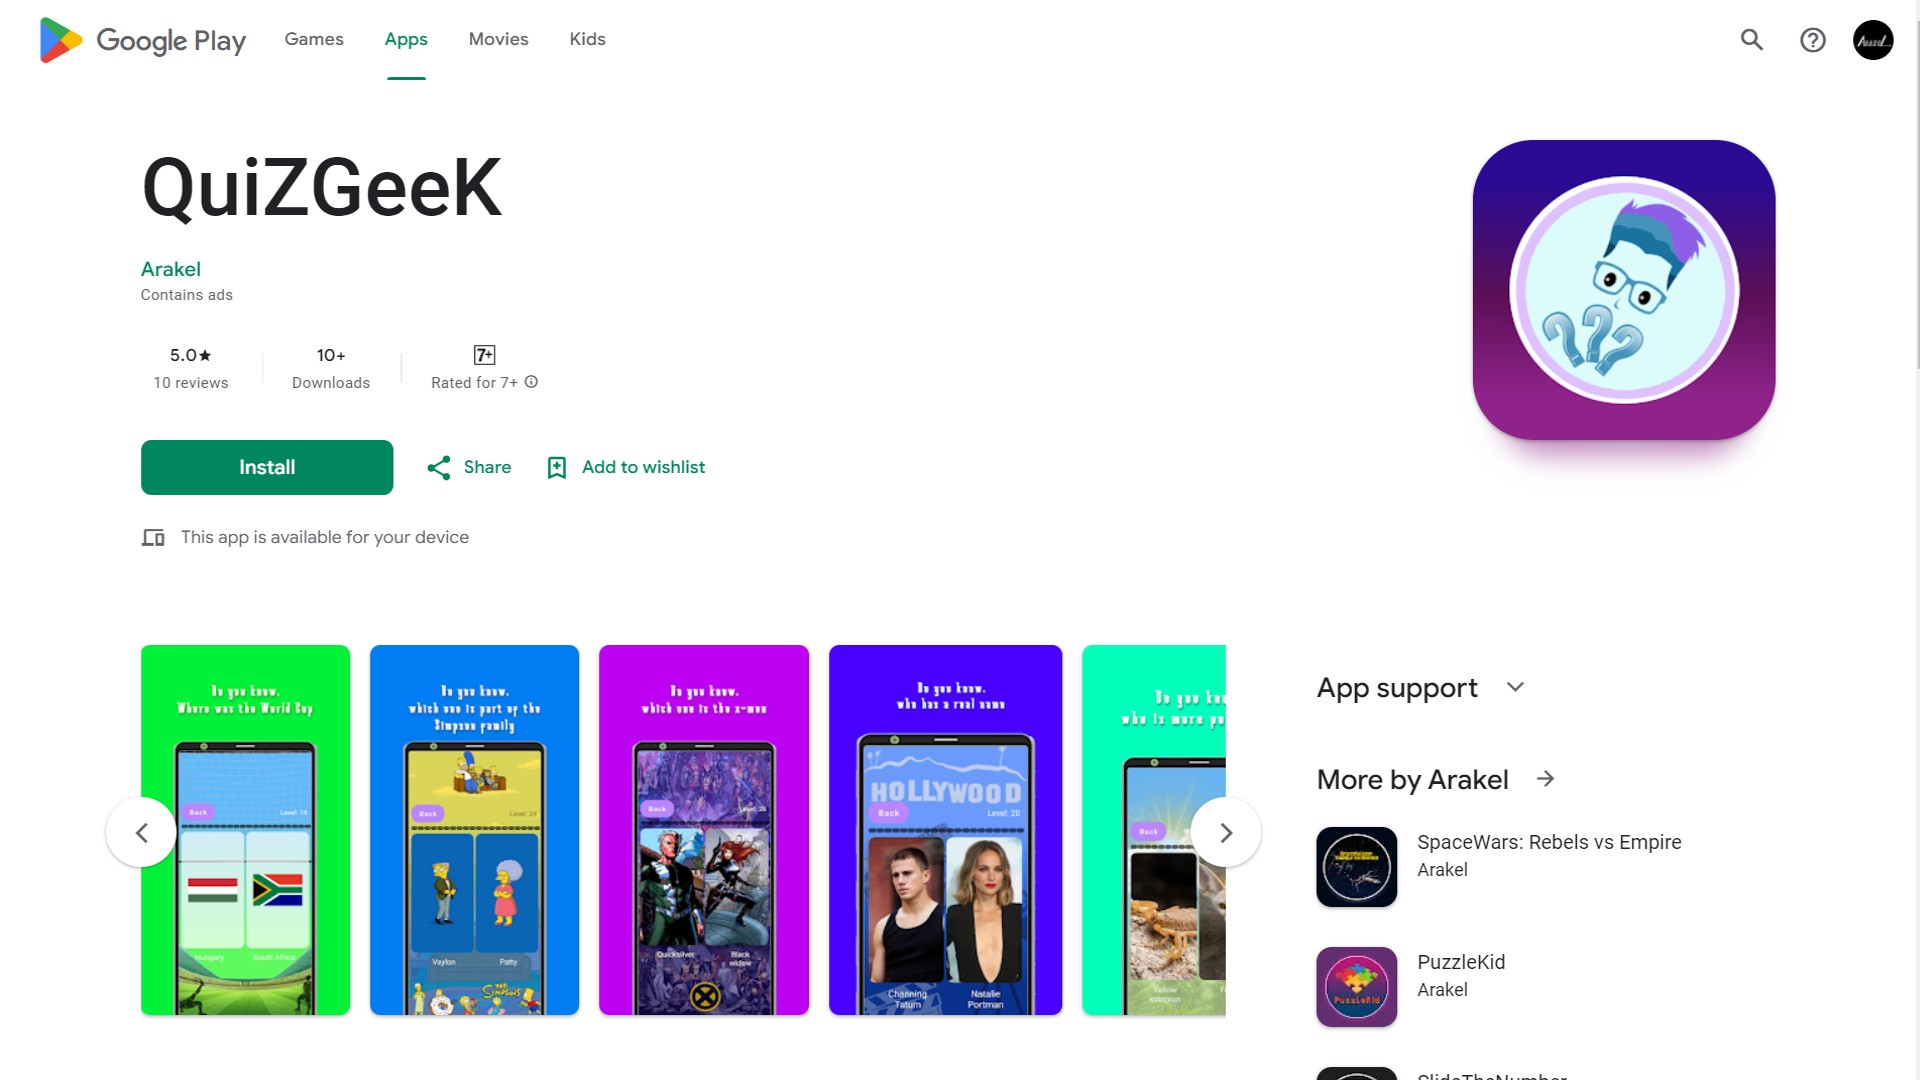 Google Play
Games
Apps
Movies
Kids
QuiZGeeK
Arakel
Contains ads
5.0★
10 reviews
10+
Downloads
7+
Rated for 7+
Install
Share
Add to wishlist
This app is available for your device
Do you know,
Where was the World Cup
Back
Level: 16
Hungary
South Africa
Do you know,
which one is part of the
Simpson family
Back
Level: 24
Vaylon
Patty
THE
SIMPSONS
Do you know,
which one is the x-men
Back
Level: 26
Quicksilver
Black
widow
Do you know,
who has a real name
HOLLYWOOD
Back
Level: 20
Channing
Tatum
Natalie
Portman
Do you
who is more
Back
Yellow
scorpion
App support
More by Arakel
SpaceWars: Rebels vs Empire
Arakel
PuzzleKid
PuzzleKid
Arakel
SlideTheNumber